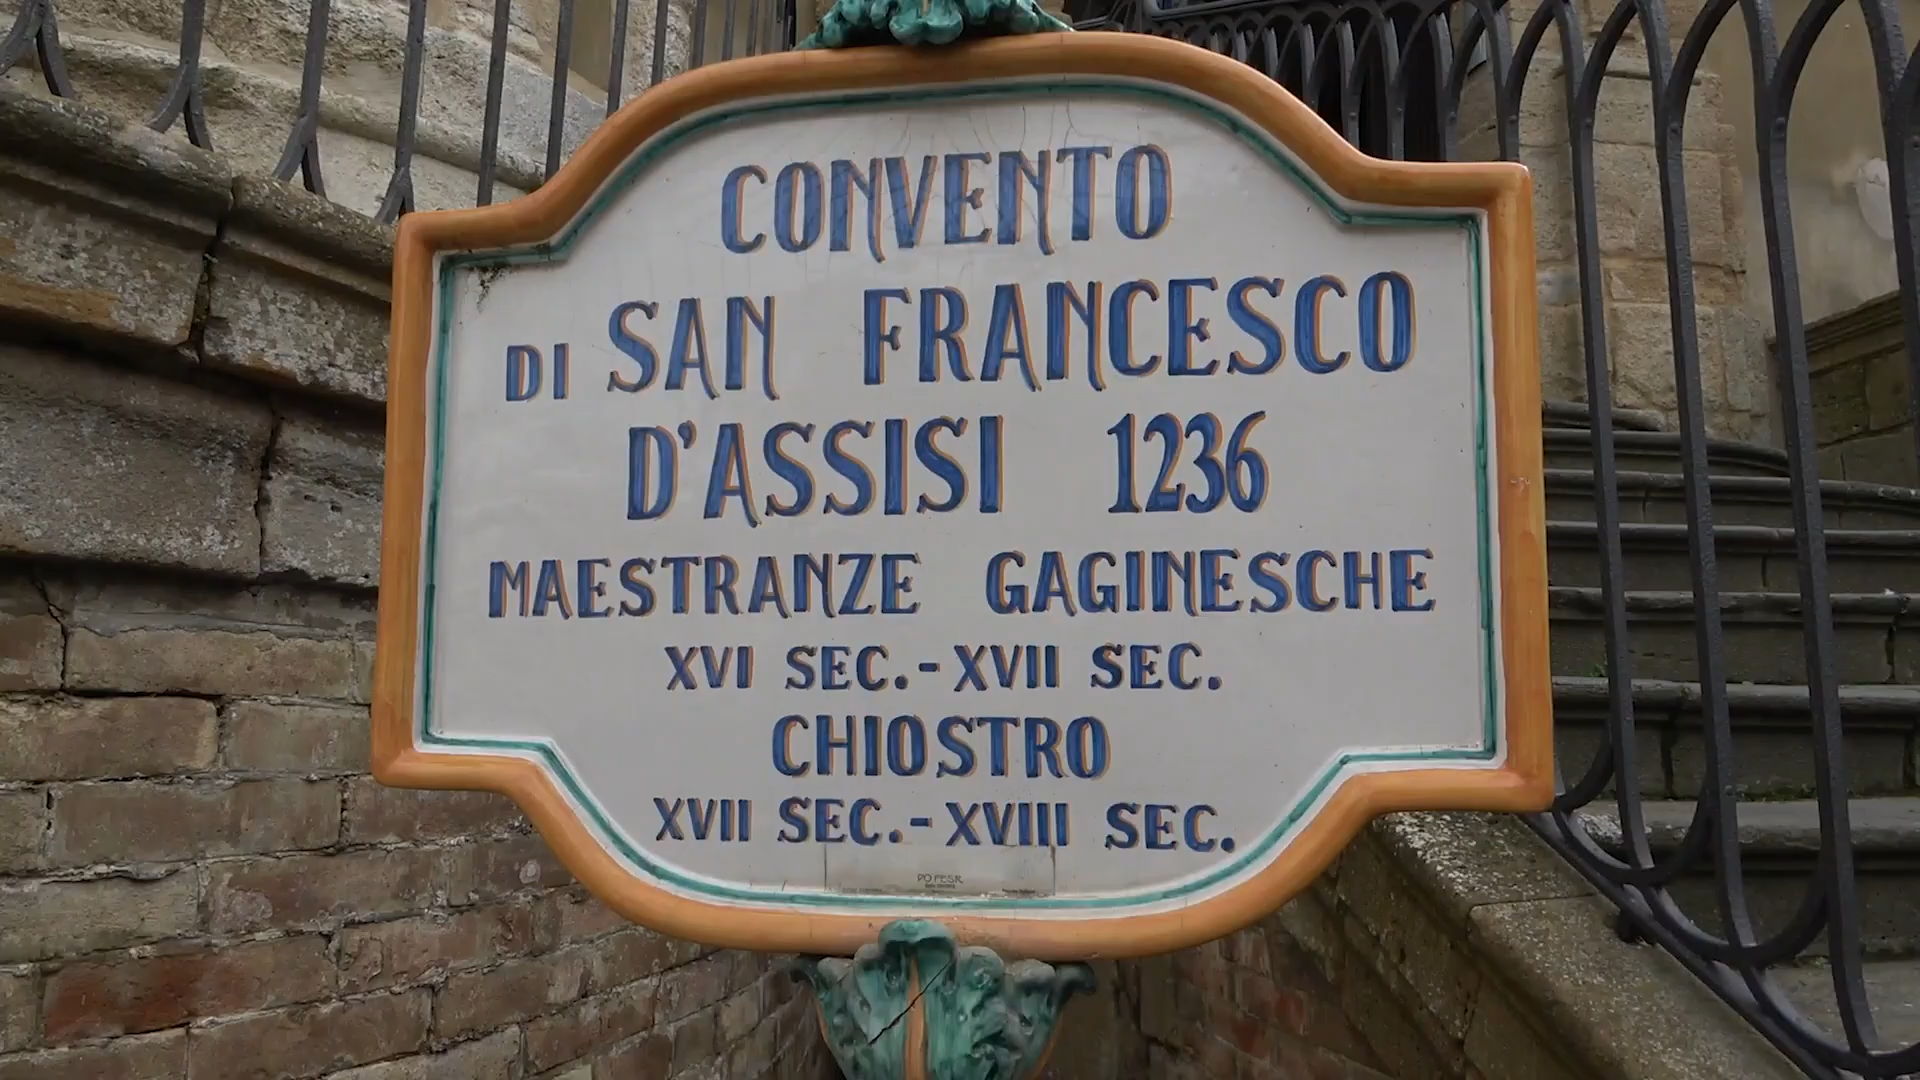 CONVENTO
DI SAN FRANCESCO
D'ASSISI 1236
MAESTRANZE GAGINESCHE
XVI SEC.-XVII SEC.
CHIOSTRO
XVII SEC.-XVIII SEC.